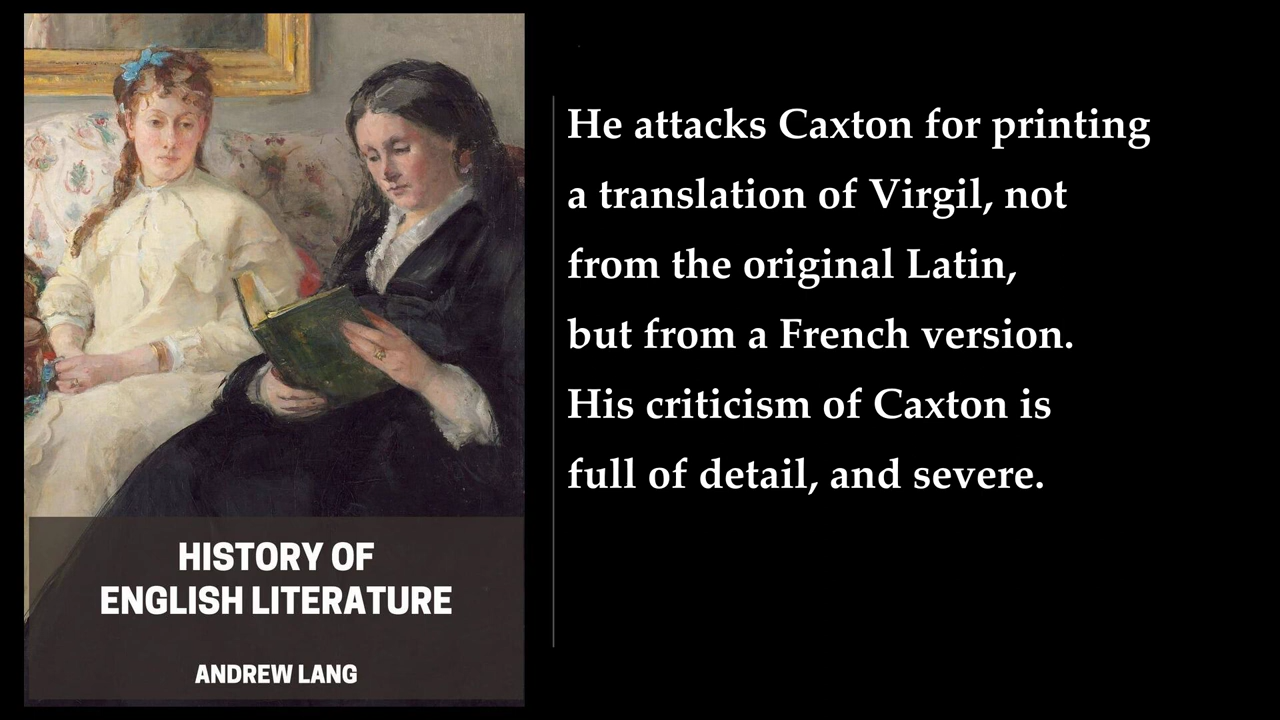 He attacks Caxton for printing
a translation of Virgil, not
from the original Latin,
but from a French version.
His criticism of Caxton is
full of detail, and severe.
HISTORY OF
ENGLISH LITERATURE
ANDREW LANG